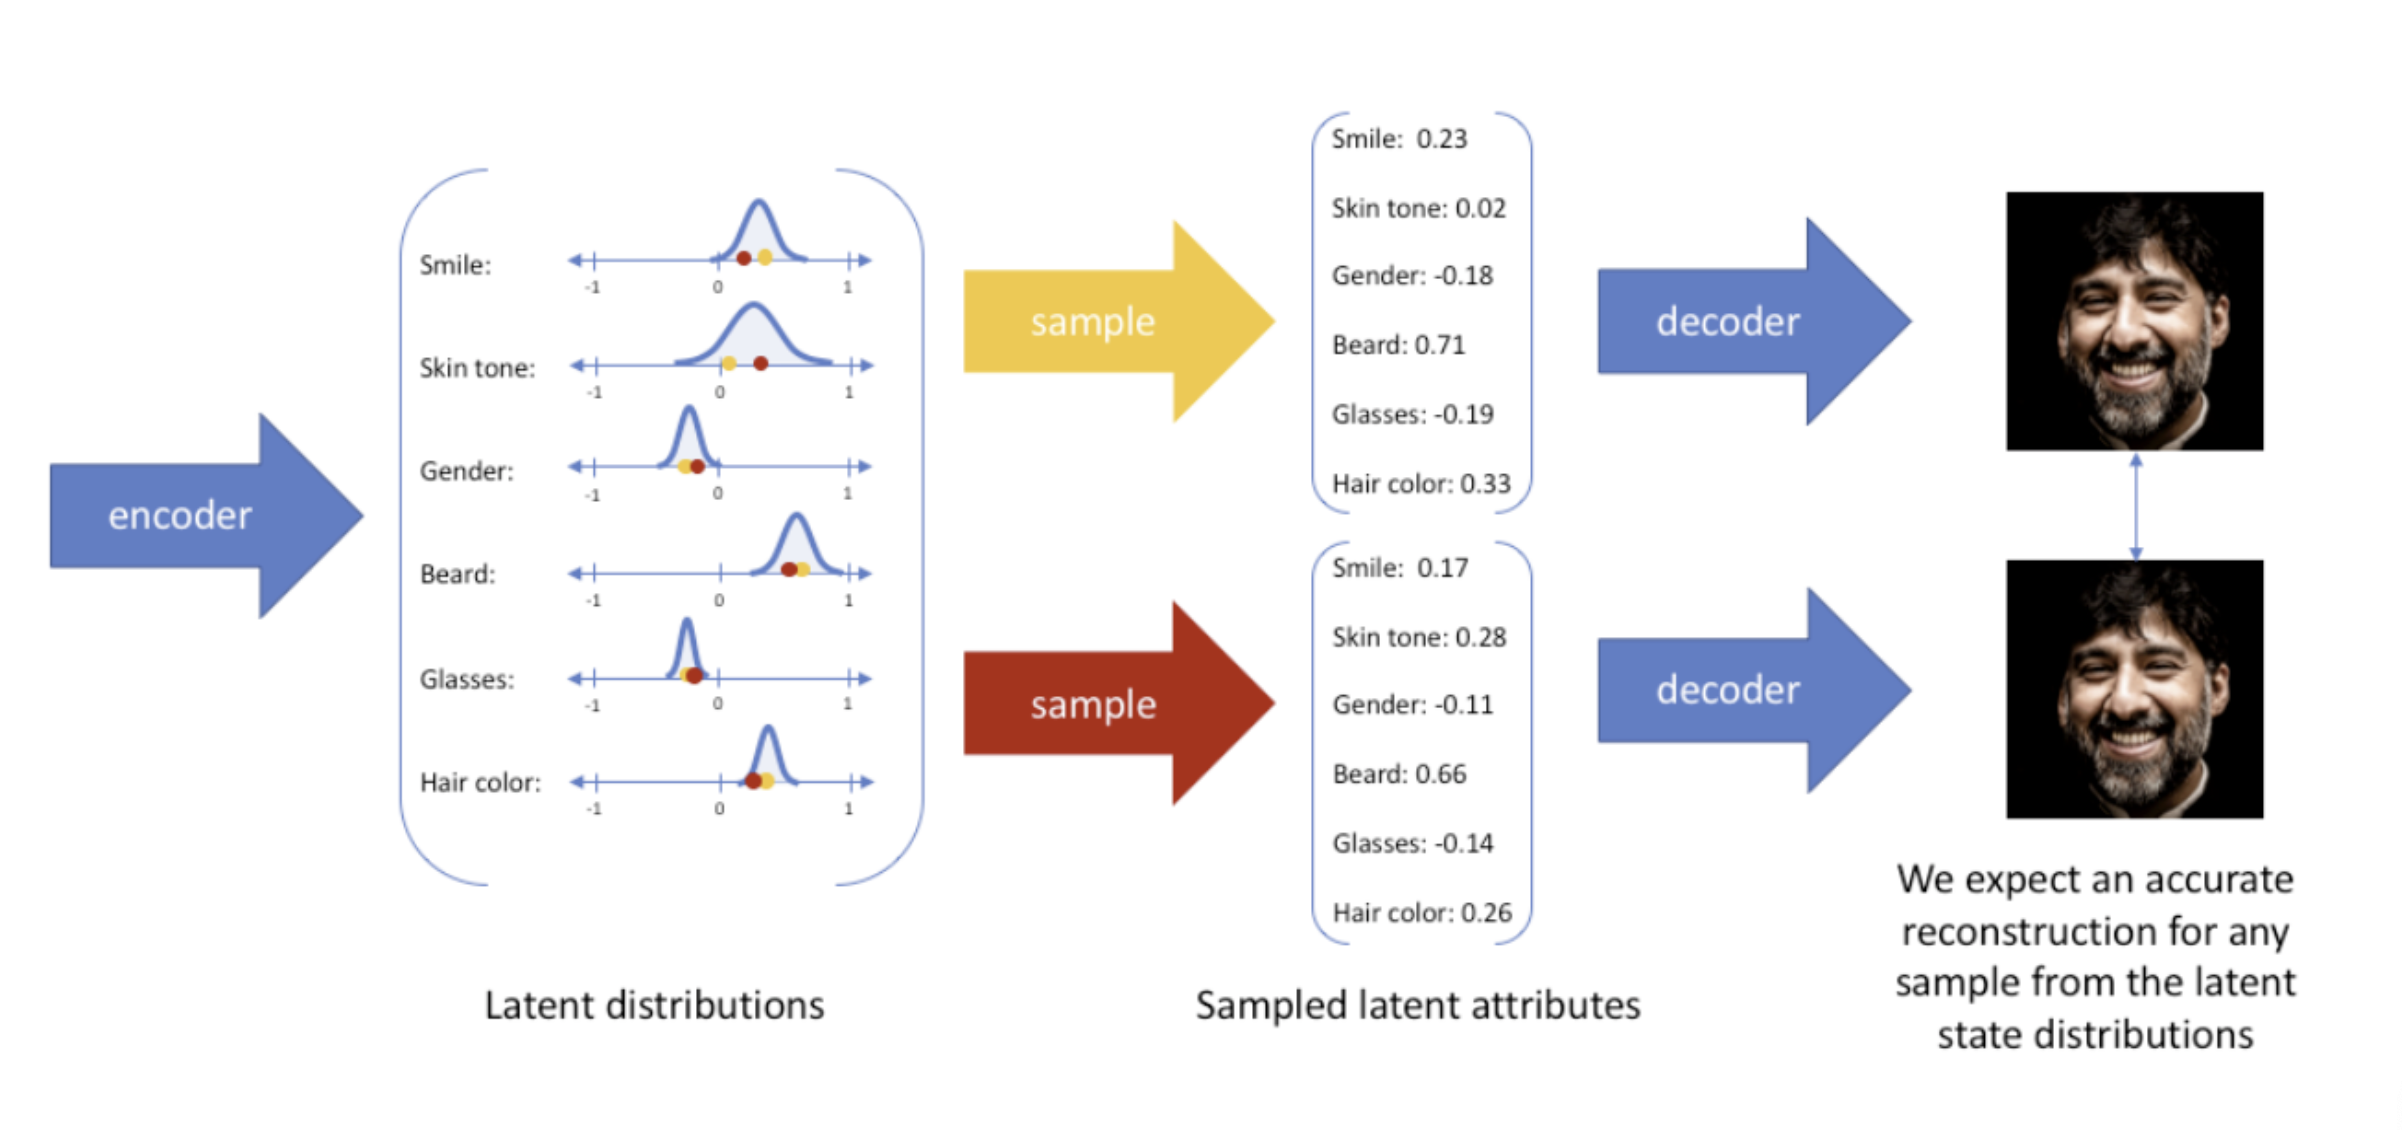 encoder
Smile:
-1 0 1
Skin tone:
-1 0 1
Gender:
-1 0 1
Beard:
-1 0 1
Glasses:
-1 0 1
Hair color:
-1 0 1
Latent distributions
sample
sample
Smile: 0.23
Skin tone: 0.02
Gender: -0.18
Beard: 0.71
Glasses: -0.19
Hair color: 0.33
Smile: 0.17
Skin tone: 0.28
Gender: -0.11
Beard: 0.66
Glasses: -0.14
Hair color: 0.26
Sampled latent attributes
decoder
decoder
We expect an accurate
reconstruction for any
sample from the latent
state distributions